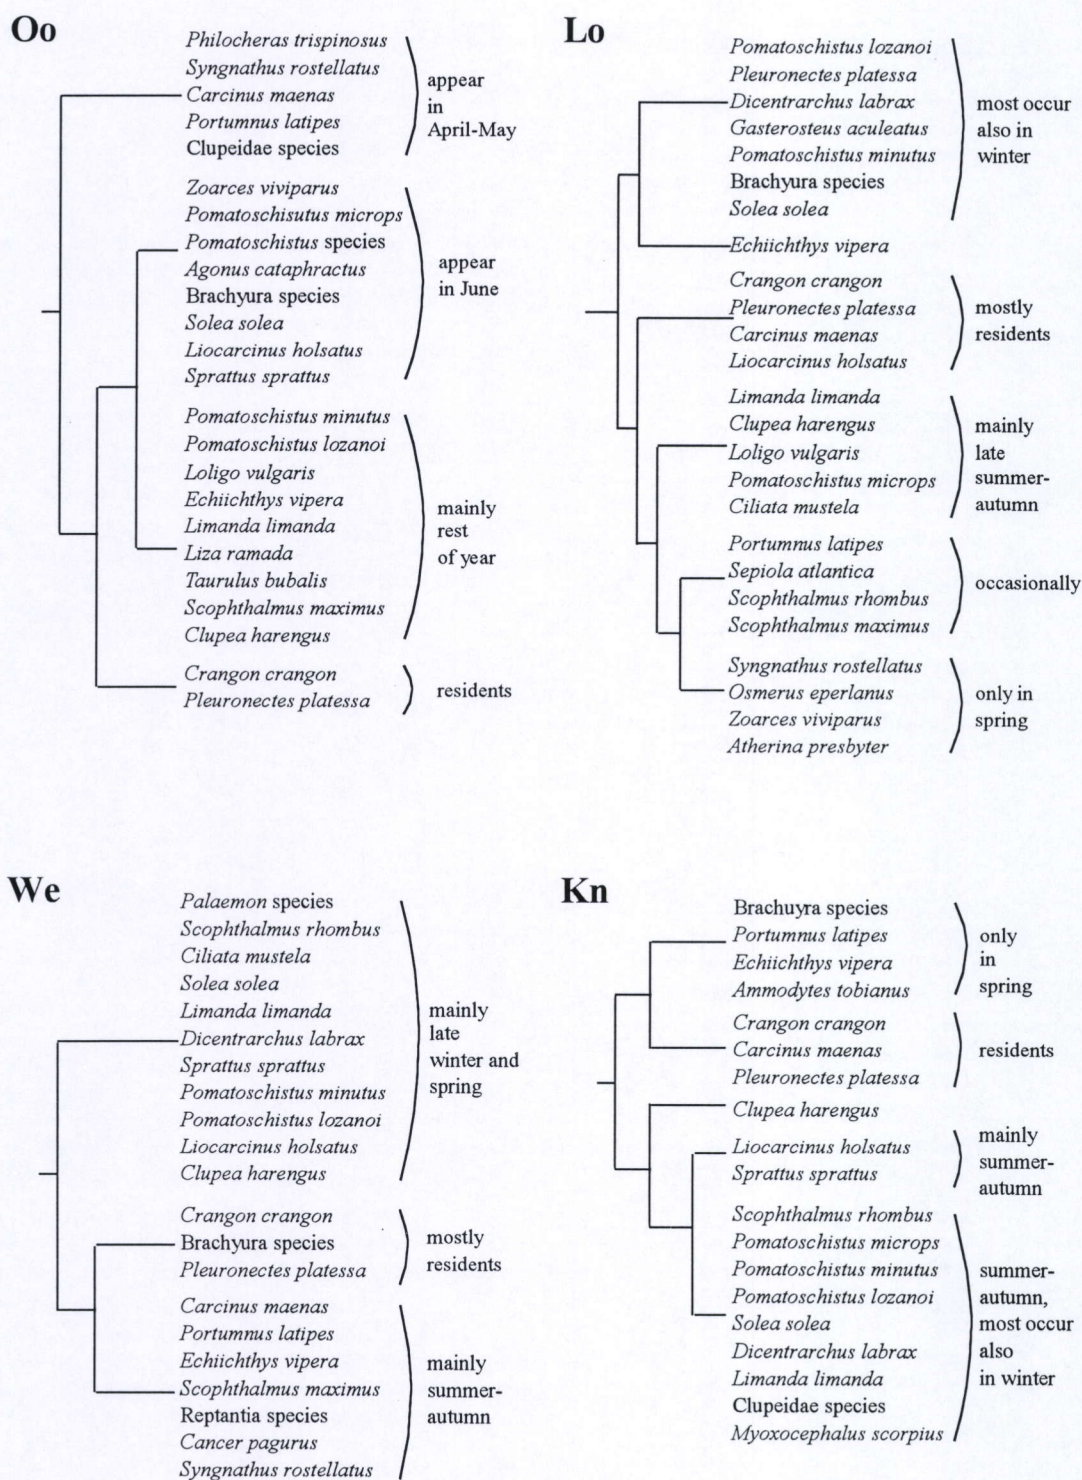 Oo
Philocheras trispinosus
Syngnathus rostellatus
Carcinus maenas
Portumnus latipes
Clupeidae species
appear
in
April-May
Zoarces viviparus
Pomatoschisutus microps
Pomatoschistus species
Agonus cataphractus
Brachyura species
Solea solea
Liocarcinus holsatus
Sprattus sprattus
appear
in June
Pomatoschistus minutus
Pomatoschistus lozanoi
Loligo vulgaris
Echiichthys vipera
Limanda limanda
Liza ramada
Taurulus bubalis
Scophthalmus maximus
Clupea harengus
mainly
rest
of year
Crangon crangon
Pleuronectes platessa
residents
Lo
Pomatoschistus lozanoi
Pleuronectes platessa
Dicentrarchus labrax
Gasterosteus aculeatus
Pomatoschistus minutus
Brachyura species
Solea solea
most occur
also in
winter
Echiichthys vipera
Crangon crangon
Pleuronectes platessa
Carcinus maenas
Liocarcinus holsatus
mostly
residents
Limanda limanda
Clupea harengus
Loligo vulgaris
Pomatoschistus microps
Ciliata mustela
mainly
late
summer-
autumn
Portumnus latipes
Sepiola atlantica
Scophthalmus rhombus
Scophthalmus maximus
occasionally
Syngnathus rostellatus
Osmerus eperlanus
Zoarces viviparus
Atherina presbyter
only in
spring
We
Palaemon species
Scophthalmus rhombus
Ciliata mustela
Solea solea
Limanda limanda
Dicentrarchus labrax
Sprattus sprattus
Pomatoschistus minutus
Pomatoschistus lozanoi
Liocarcinus holsatus
Clupea harengus
mainly
late
winter and
spring
Crangon crangon
Brachyura species
Pleuronectes platessa
mostly
residents
Carcinus maenas
Portumnus latipes
Echiichthys vipera
Scophthalmus maximus
Reptantia species
Cancer pagurus
Syngnathus rostellatus
mainly
summer-
autumn
Kn
Brachuyra species
Portumnus latipes
Echiichthys vipera
Ammodytes tobianus
only
in
spring
Crangon crangon
Carcinus maenas
Pleuronectes platessa
residents
Clupea harengus
Liocarcinus holsatus
Sprattus sprattus
mainly
summer-
autumn
Scophthalmus rhombus
Pomatoschistus microps
Pomatoschistus minutus
Pomatoschistus lozanoi
Solea solea
Dicentrarchus labrax
Limanda limanda
Clupeidae species
Myoxocephalus scorpius
summer-
autumn,
most occur
also
in winter